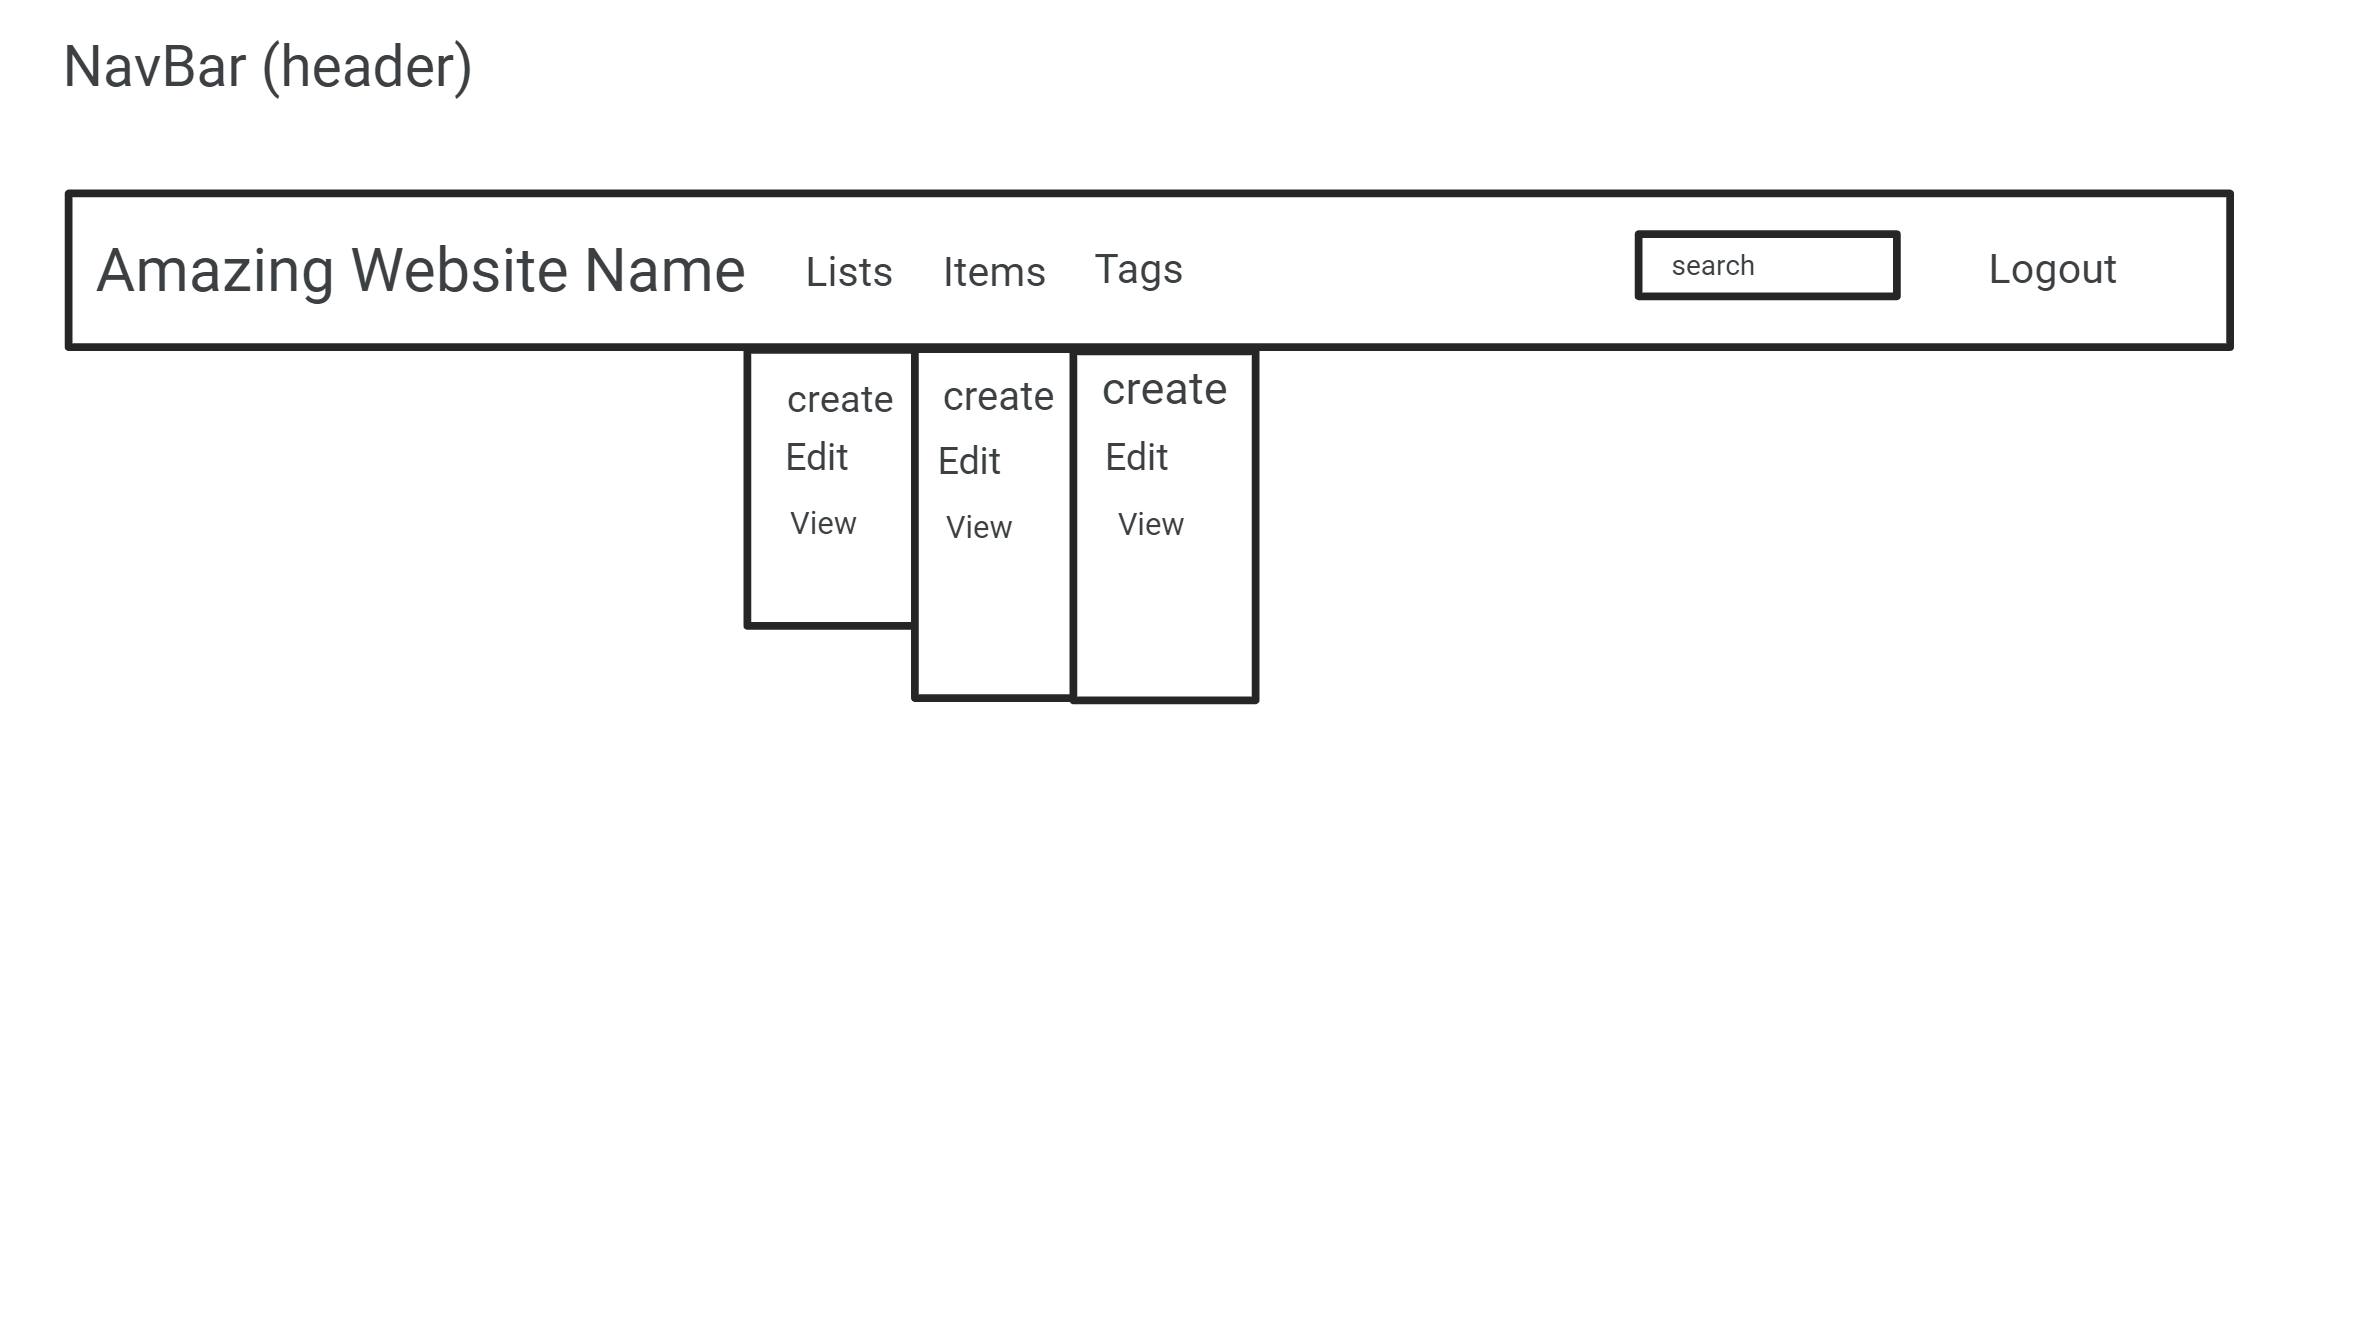 NavBar (header)
Amazing Website Name Lists Items Tags search Logout
create create create
Edit Edit Edit
View View View